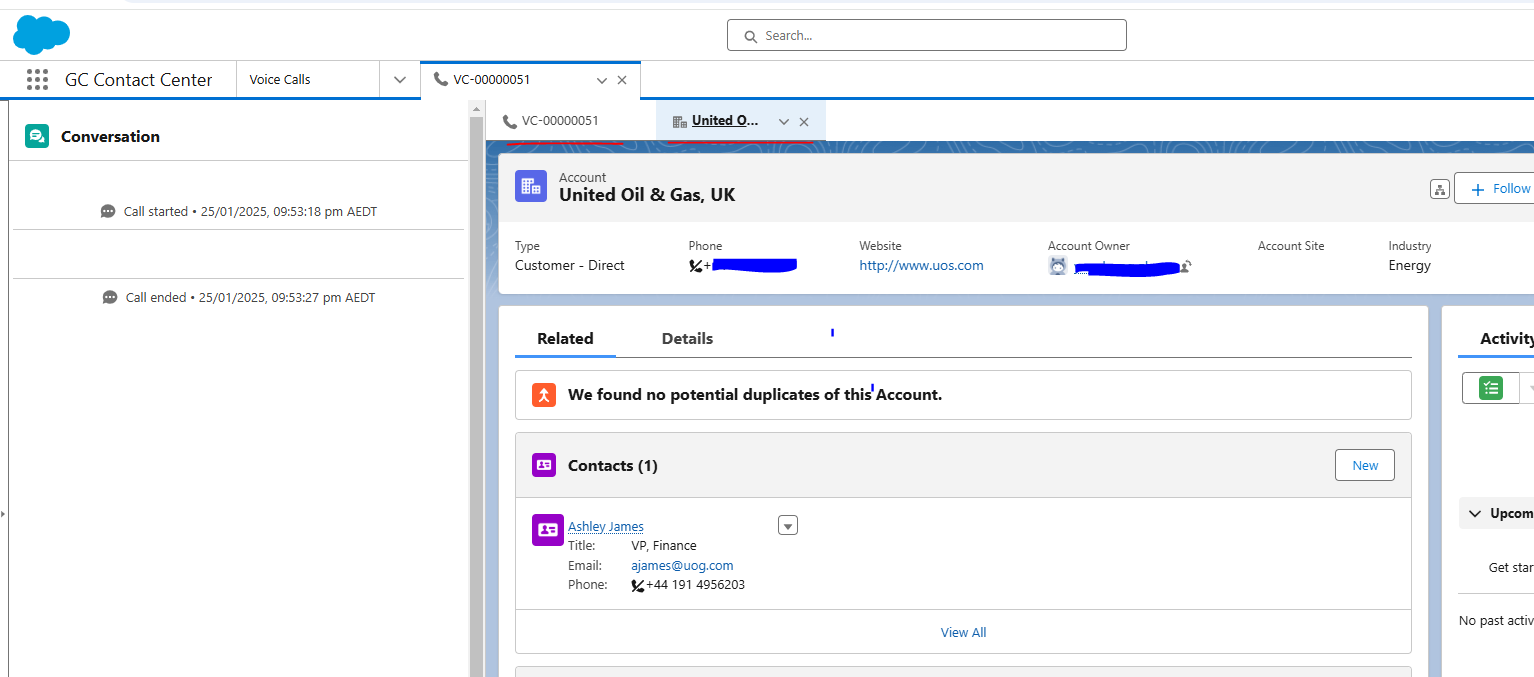 Search...
GC Contact Center
Voice Calls
VC-00000051
VC-00000051
United O...
Conversation
Call started • 25/01/2025, 09:53:18 pm AEDT
Call ended • 25/01/2025, 09:53:27 pm AEDT
Account
United Oil & Gas, UK
Follow
Type
Customer - Direct
Phone
+
Website
http://www.uos.com
Account Owner
Account Site
Industry
Energy
Related
Details
We found no potential duplicates of this Account.
Contacts (1)
New
Ashley James
Title: VP, Finance
Email: ajames@uog.com
Phone: +44 191 4956203
View All
Activity
Upcom
Get star
No past activ